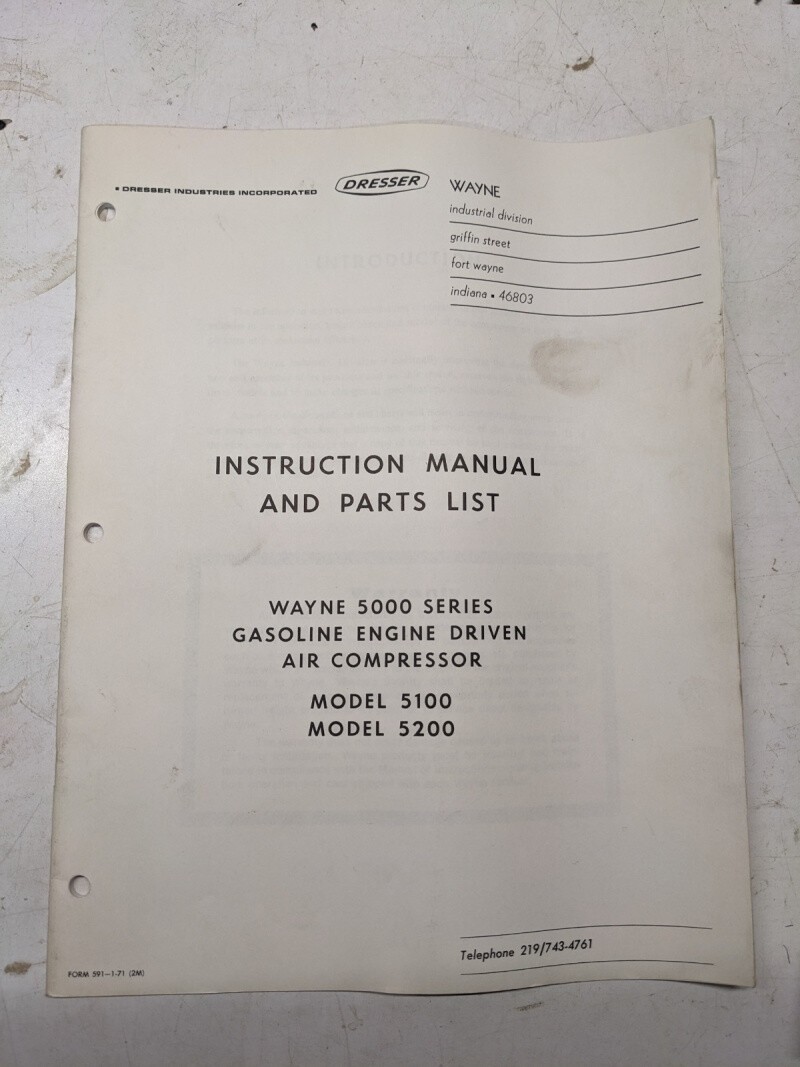 • DRESSER INDUSTRIES INCORPORATED
DRESSER
WAYNE
industrial division
griffin street
fort wayne
indiana • 46803
INTRODUCTI
INSTRUCTION MANUAL
AND PARTS LIST
WAYNE 5000 SERIES
GASOLINE ENGINE DRIVEN
AIR COMPRESSOR
MODEL 5100
MODEL 5200
Telephone 219/743-4761
FORM 591-1-71 (2M)